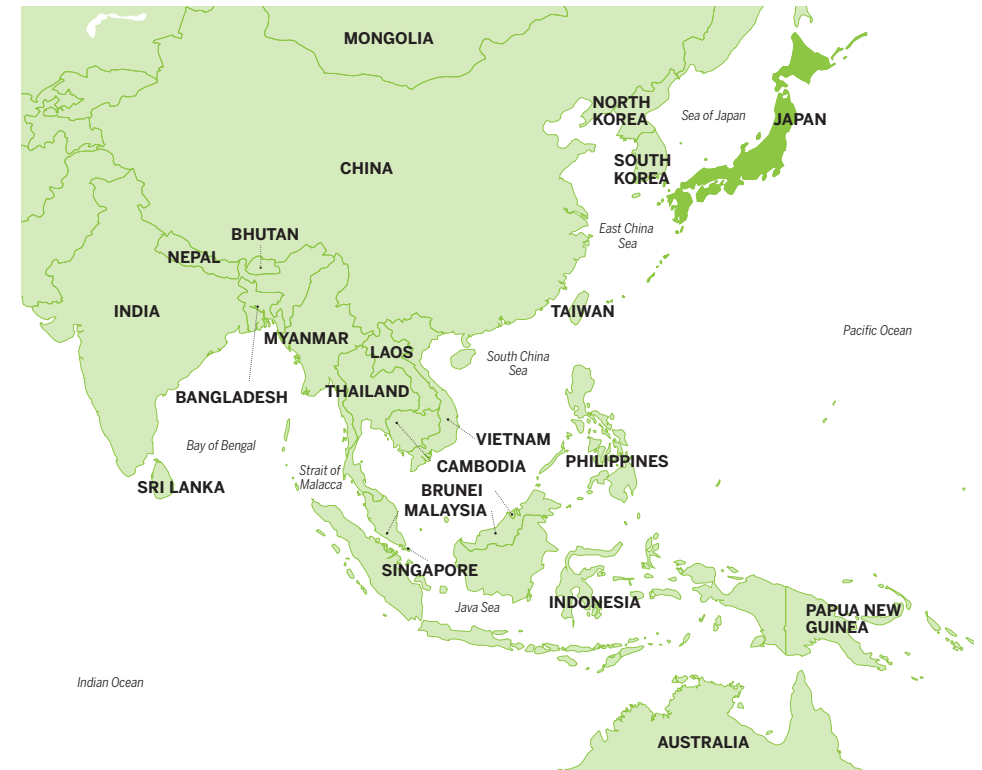 MONGOLIA
NORTH
KOREA
Sea of Japan
JAPAN
CHINA
SOUTH
KOREA
East China
Sea
BHUTAN
NEPAL
INDIA
TAIWAN
Pacific Ocean
MYANMAR
LAOS
South China
Sea
BANGLADESH
THAILAND
Bay of Bengal
VIETNAM
CAMBODIA
PHILIPPINES
Strait of
Malacca
SRI LANKA
BRUNEI
MALAYSIA
SINGAPORE
Java Sea
INDONESIA
PAPUA NEW
GUINEA
Indian Ocean
AUSTRALIA